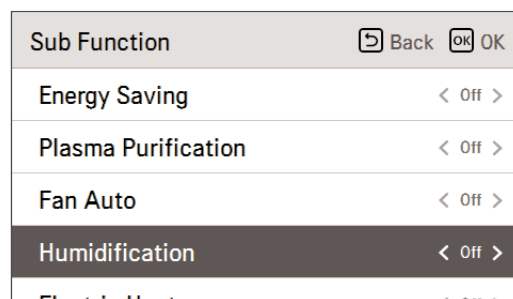 Sub Function Back OK OK
Energy Saving < Off >
Plasma Purification < Off >
Fan Auto < Off >
Humidification < Off >